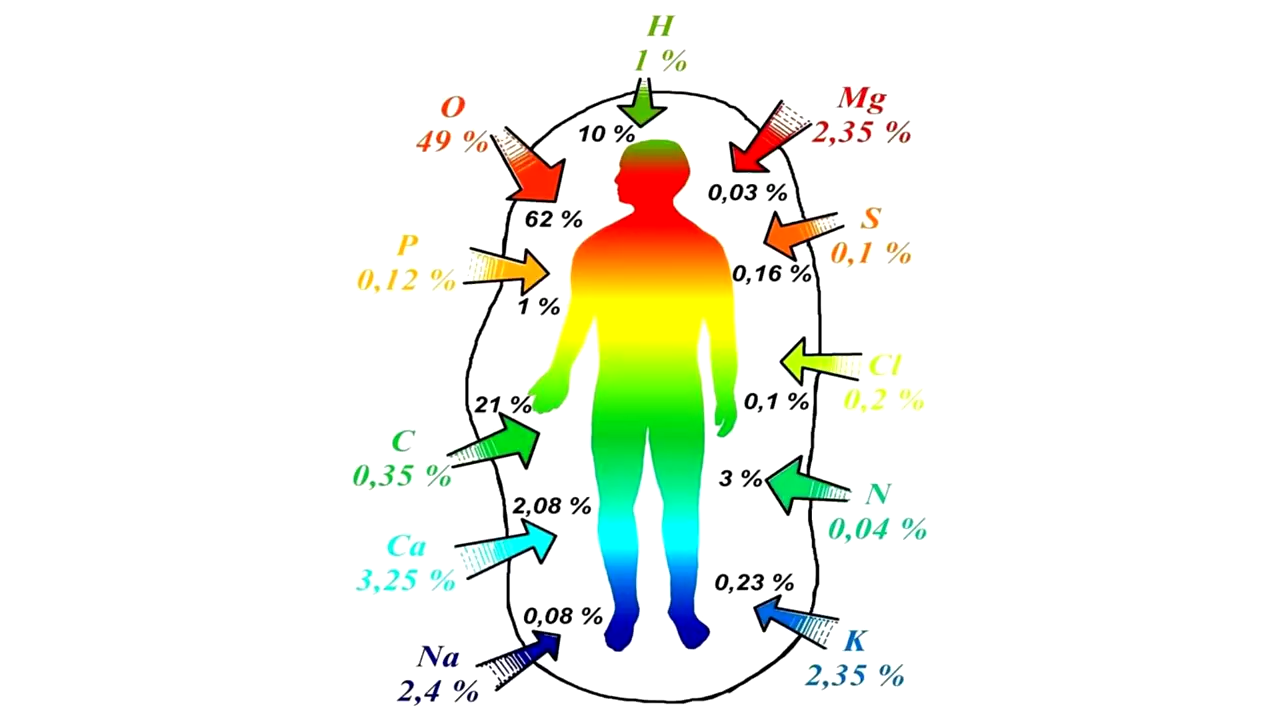 H
1 %
O
49 %
Mg
2,35 %
10 %
0,03 %
62 %
S
0,1 %
P
0,12 %
0,16 %
1 %
Cl
0,2 %
21 %
0,1 %
C
0,35 %
3 %
N
0,04 %
2,08 %
Ca
3,25 %
0,23 %
0,08 %
K
2,35 %
Na
2,4 %